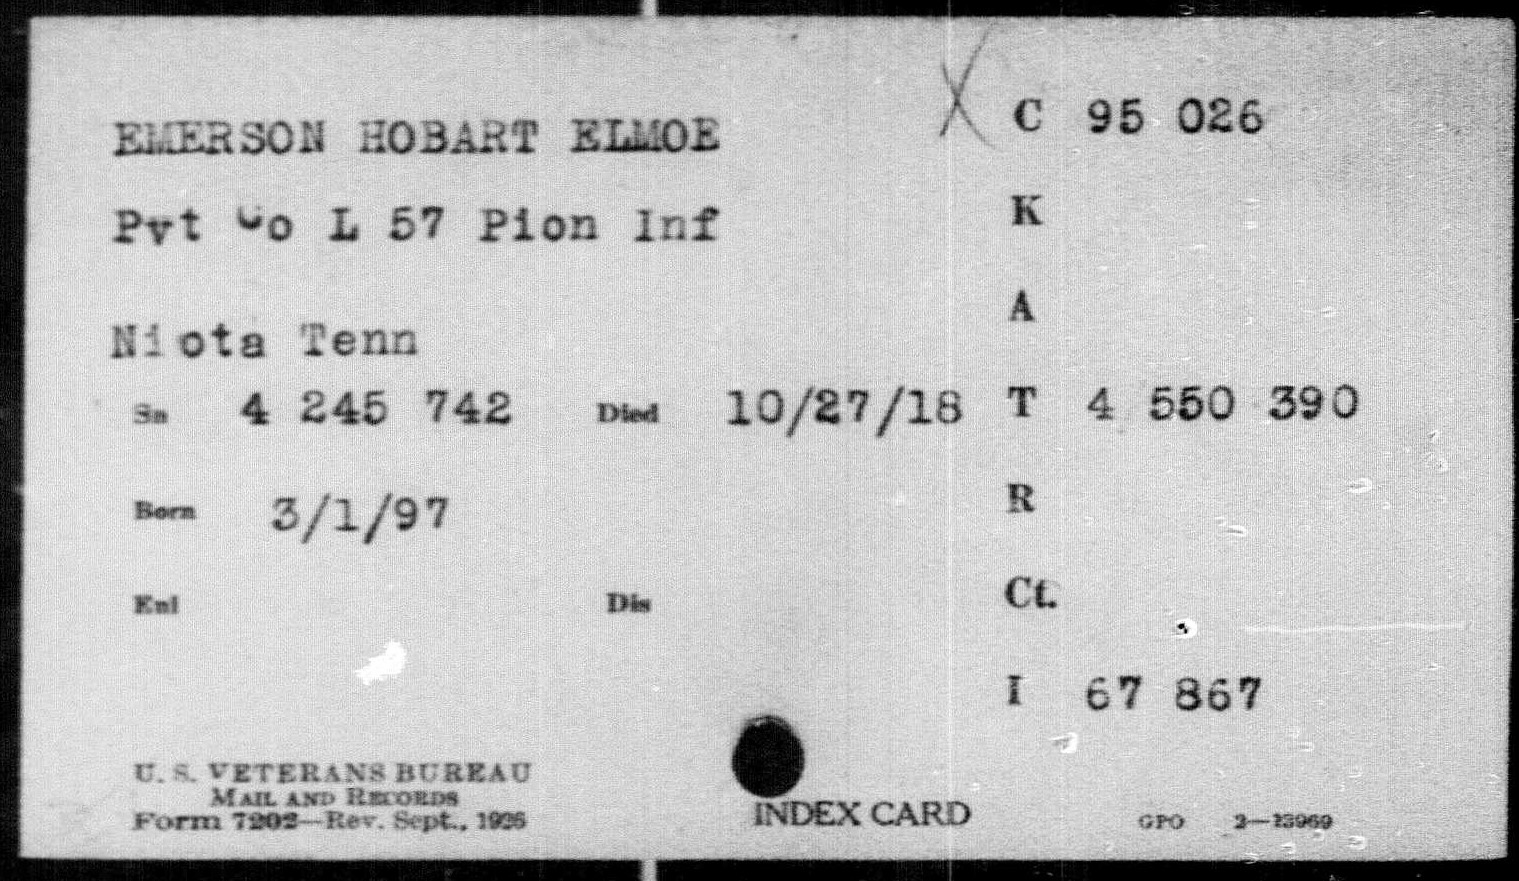 EMERSON HOBART ELMOE
C 95 026
Pvt Co L 57 Pion Inf
K
A
Niota Tenn
Sn 4 245 742 Died 10/27/18 T 4 550 390
Born 3/1/97
R
Enl Dis
Ct.
I 67 867
U. S. VETERANS BUREAU
MAIL AND RECORDS
Form 7202—Rev. Sept., 1926
INDEX CARD
GPO 2—13969